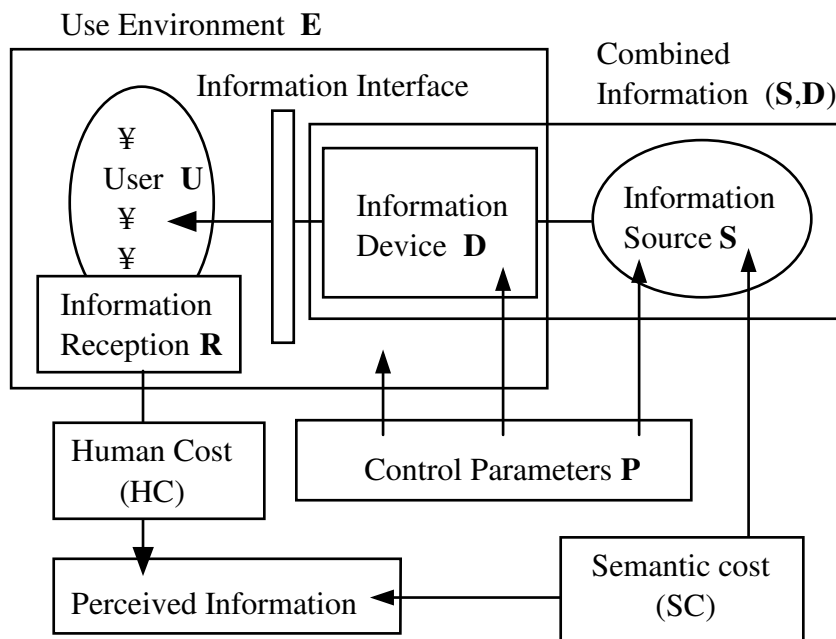 Use Environment E
Combined
Information (S,D)
Information Interface
¥
User U
¥
¥
Information
Device D
Information
Source S
Information
Reception R
Human Cost
(HC)
Control Parameters P
Perceived Information
Semantic cost
(SC)